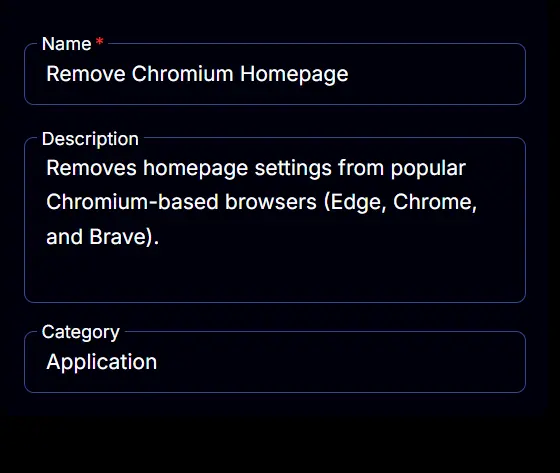 Name *
Remove Chromium Homepage
Description
Removes homepage settings from popular
Chromium-based browsers (Edge, Chrome,
and Brave).
Category
Application